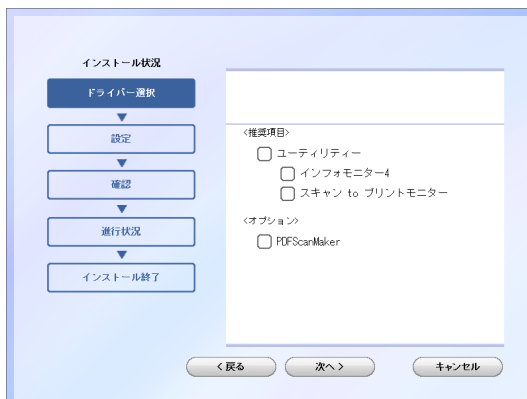 インストール状況
ドライバー選択
設定
確認
進行状況
インストール終了
<推奨項目>
ユーティリティー
インフォモニター4
スキャン to プリントモニター
<オプション>
PDFScanMaker
< 戻る
次へ >
キャンセル